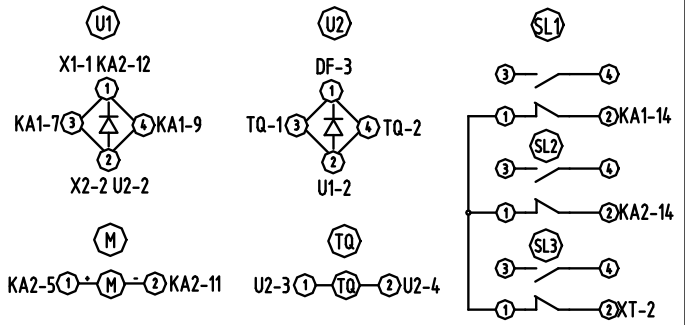 U1 U2 SL1
X1-1 KA2-12 DF-3
3 4
1 1
KA1-7 3 4 KA1-9 TQ-1 3 4 TQ-2 1 2 KA1-14
SL2
2 2 3 4
X2-2 U2-2 U1-2
1 2 KA2-14
M TQ SL3
3 4
KA2-5 1 + M - 2 KA2-11 U2-3 1 TQ 2 U2-4
1 2 XT-2